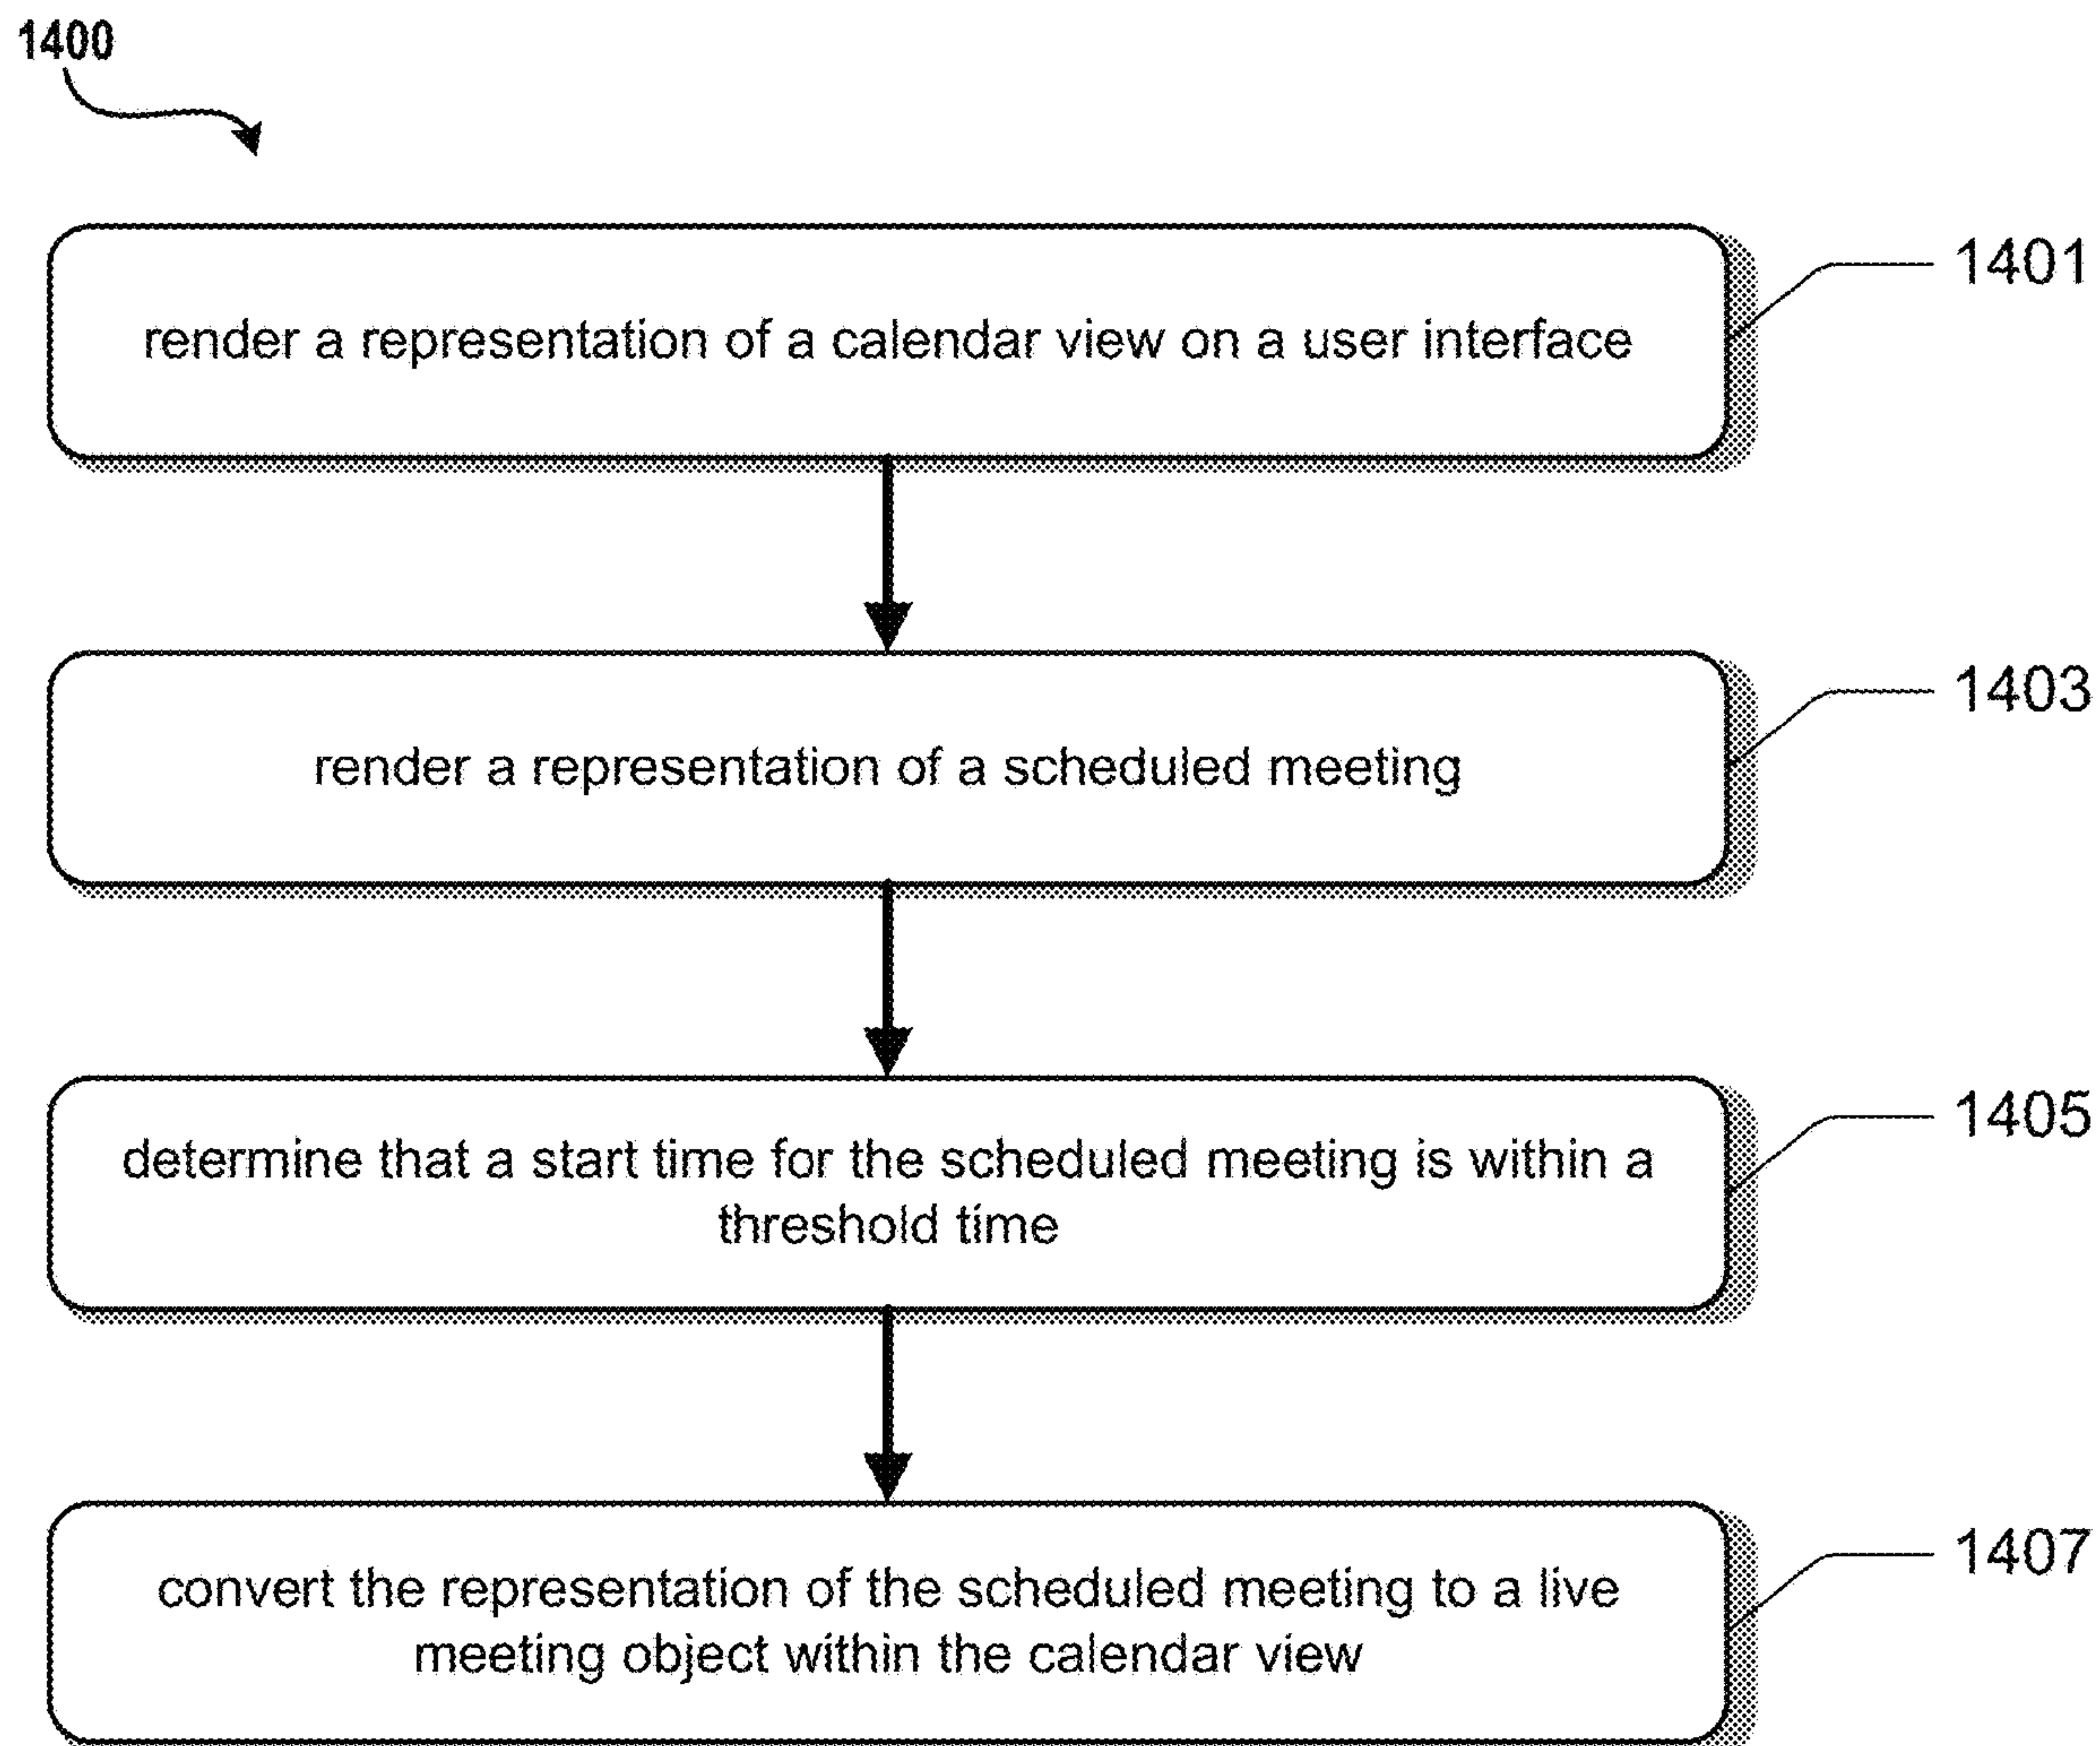 1400
render a representation of a calendar view on a user interface
1401
render a representation of a scheduled meeting
1403
determine that a start time for the scheduled meeting is within a
threshold time
1405
convert the representation of the scheduled meeting to a live
meeting object within the calendar view
1407